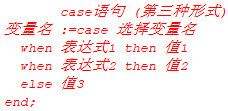 case语句 (第三种形式)
变量名 :=case 选择变量名
when 表达式1 then 值1
when 表达式2 then 值2
else 值3
end;